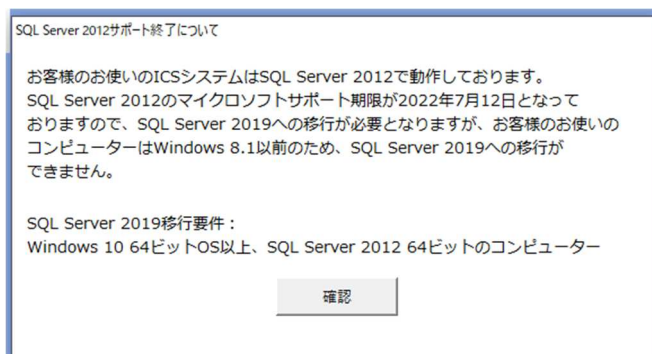 SQL Server 2012サポート終了について
お客様のお使いのICSシステムはSQL Server 2012で動作しております。
SQL Server 2012のマイクロソフトサポート期限が2022年7月12日となって
おりますので、SQL Server 2019への移行が必要となりますが、お客様のお使いの
コンピューターはWindows 8.1以前のため、SQL Server 2019への移行が
できません。
SQL Server 2019移行要件：
Windows 10 64ビットOS以上、SQL Server 2012 64ビットのコンピューター
確認